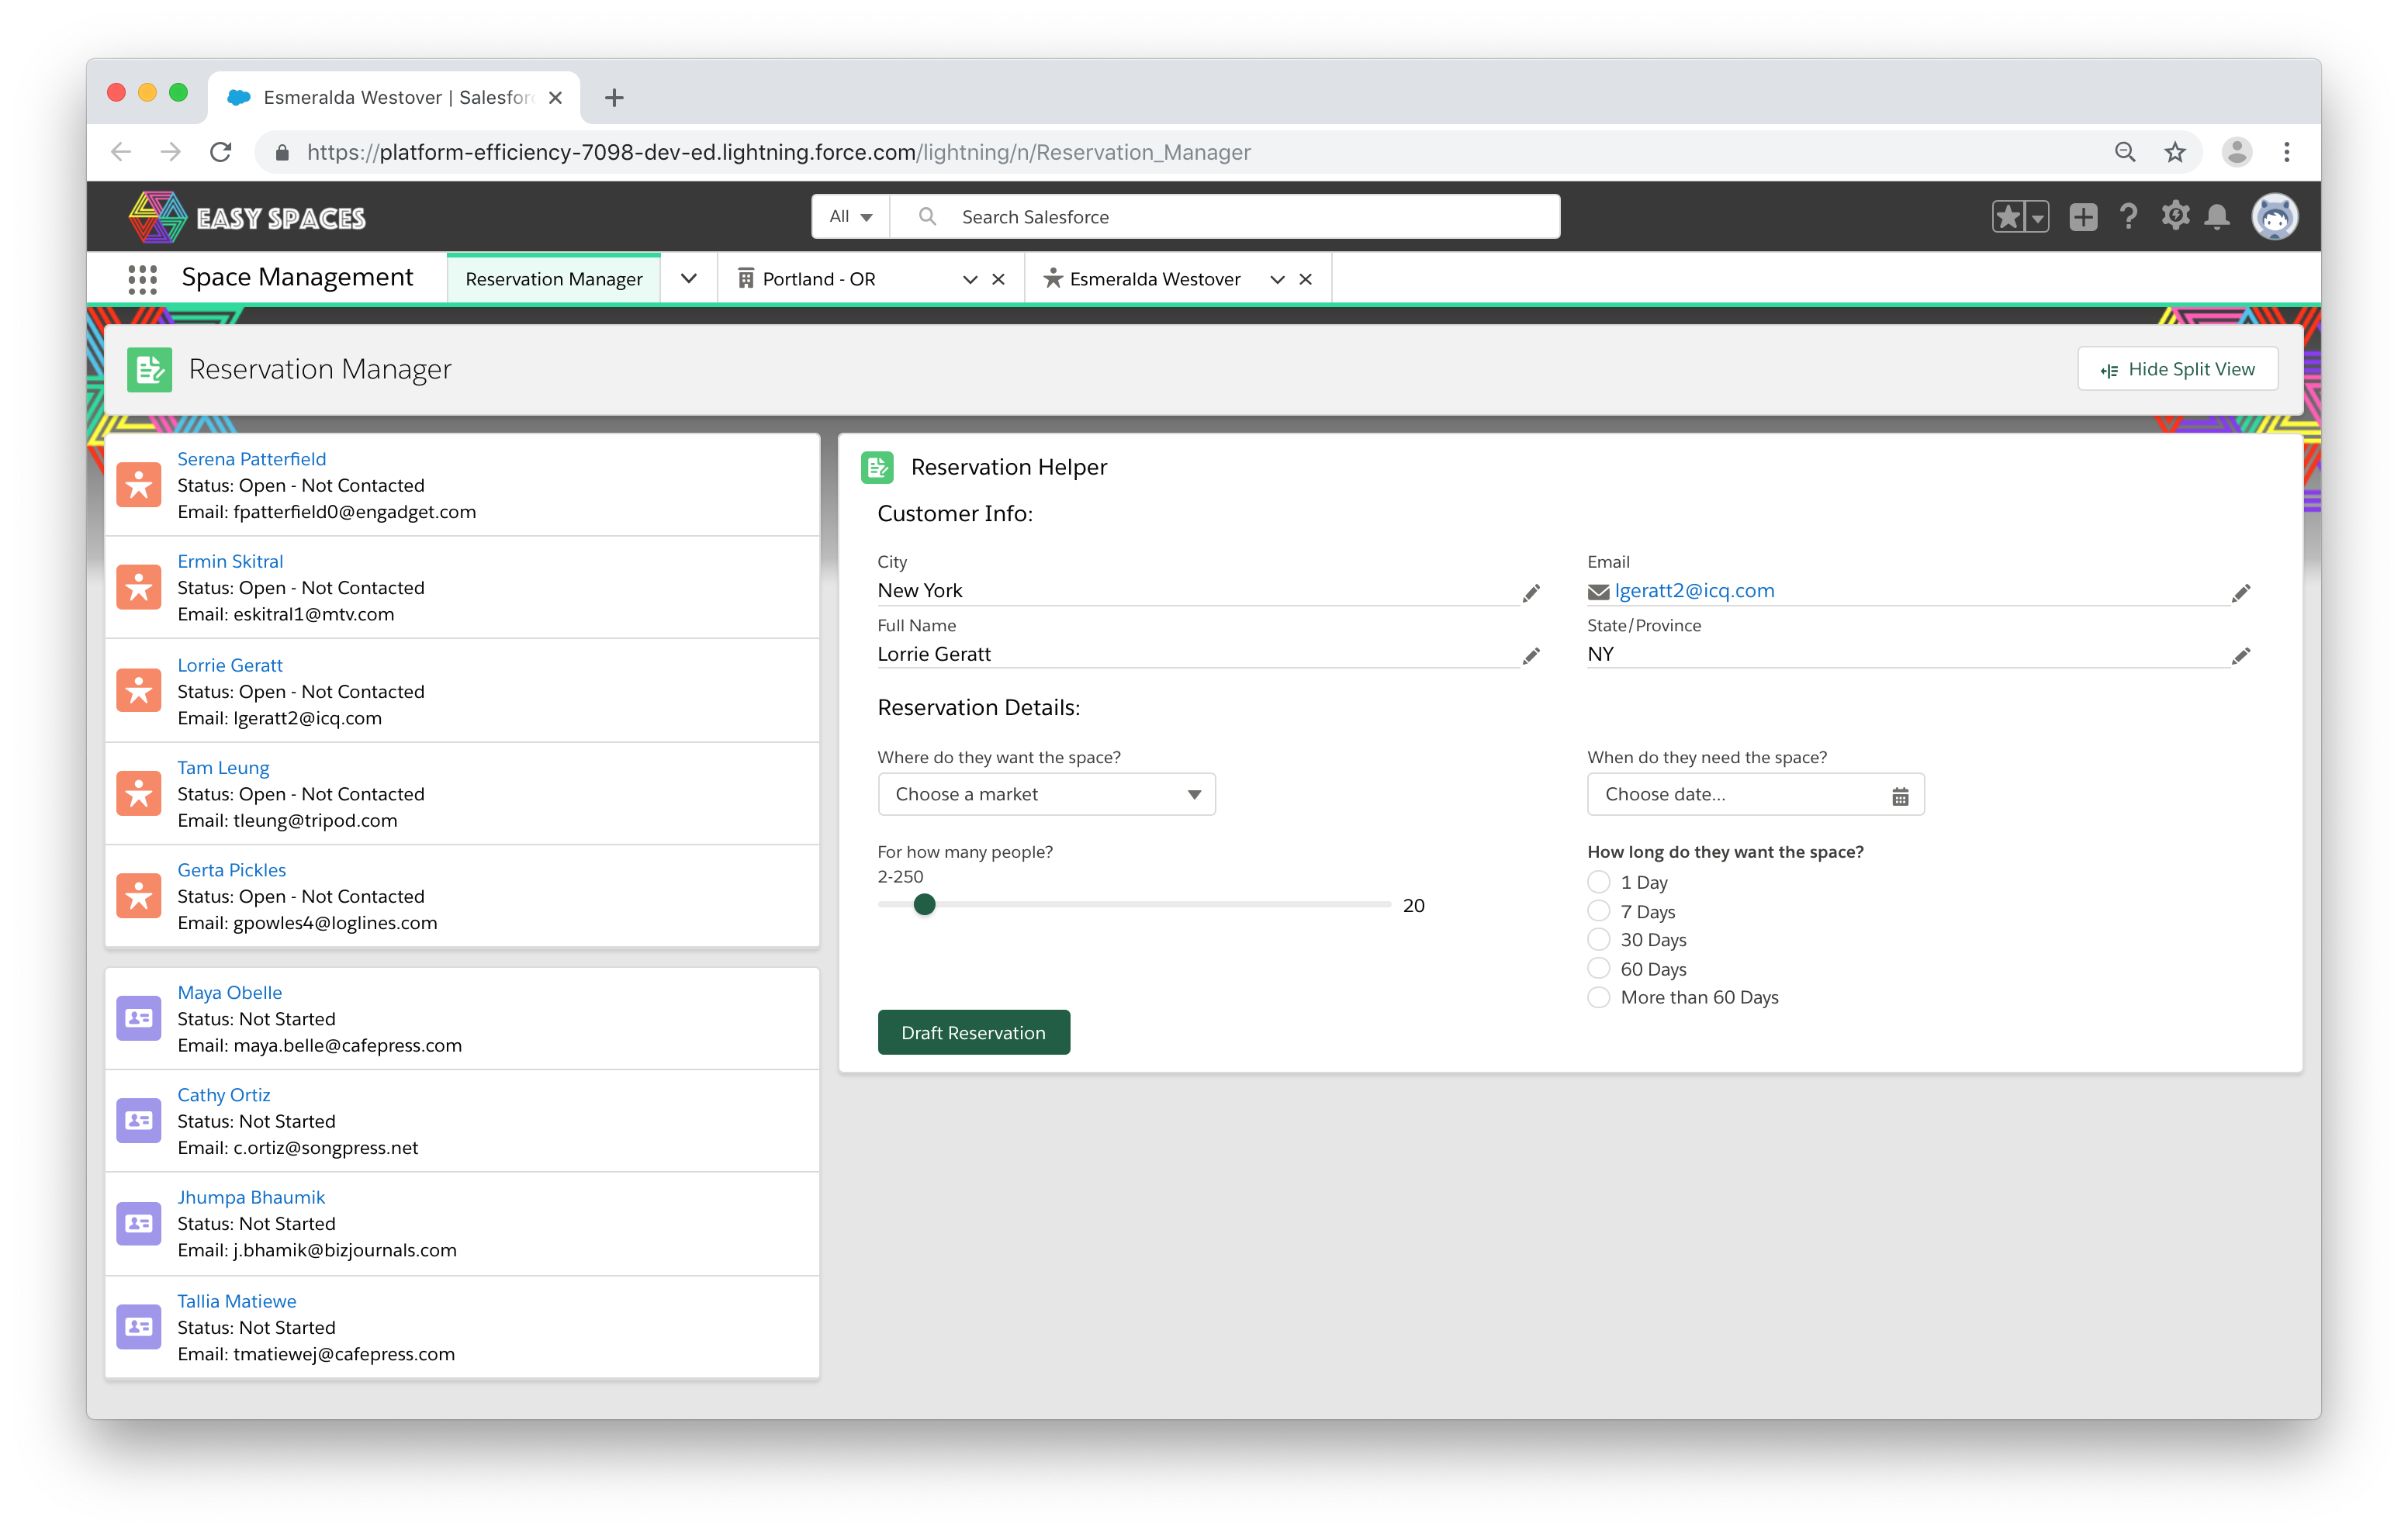 Esmeralda Westover | Salesfor
https://platform-efficiency-7098-dev-ed.lightning.force.com/lightning/n/Reservation_Manager
EASY SPACES
All
Search Salesforce
Space Management
Reservation Manager
Portland - OR
Esmeralda Westover
Reservation Manager
Hide Split View
Serena Patterfield
Status: Open - Not Contacted
Email: fpatterfield0@engadget.com
Ermin Skitral
Status: Open - Not Contacted
Email: eskitral1@mtv.com
Lorrie Geratt
Status: Open - Not Contacted
Email: lgeratt2@icq.com
Tam Leung
Status: Open - Not Contacted
Email: tleung@tripod.com
Gerta Pickles
Status: Open - Not Contacted
Email: gpowles4@loglines.com
Maya Obelle
Status: Not Started
Email: maya.belle@cafepress.com
Cathy Ortiz
Status: Not Started
Email: c.ortiz@songpress.net
Jhumpa Bhaumik
Status: Not Started
Email: j.bhamik@bizjournals.com
Tallia Matiewe
Status: Not Started
Email: tmatiewej@cafepress.com
Reservation Helper
Customer Info:
City
New York
Email
lgeratt2@icq.com
Full Name
Lorrie Geratt
State/Province
NY
Reservation Details:
Where do they want the space?
Choose a market
When do they need the space?
Choose date...
For how many people?
2-250
20
How long do they want the space?
1 Day
7 Days
30 Days
60 Days
More than 60 Days
Draft Reservation